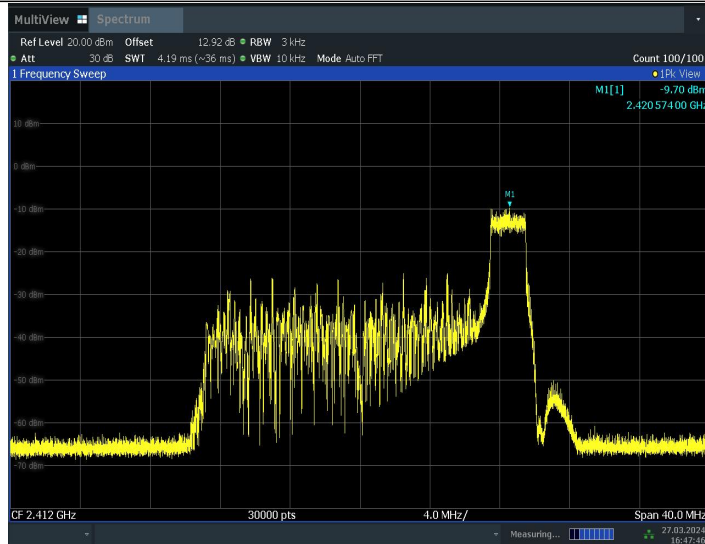 MultiView Spectrum
Ref Level 20.00 dBm Offset 12.92 dB RBW 3 kHz
Att 30 dB SWT 4.19 ms (~36 ms) VBW 10 kHz Mode Auto FFT Count 100/100
1 Frequency Sweep 1Pk View
M1[1] -9.70 dBm
2.420 574 00 GHz
10 dBm
0 dBm
M1
-10 dBm
-20 dBm
-30 dBm
-40 dBm
-50 dBm
-60 dBm
-70 dBm
CF 2.412 GHz 30000 pts 4.0 MHz/ Span 40.0 MHz
Measuring... 27.03.2024
16:47:46